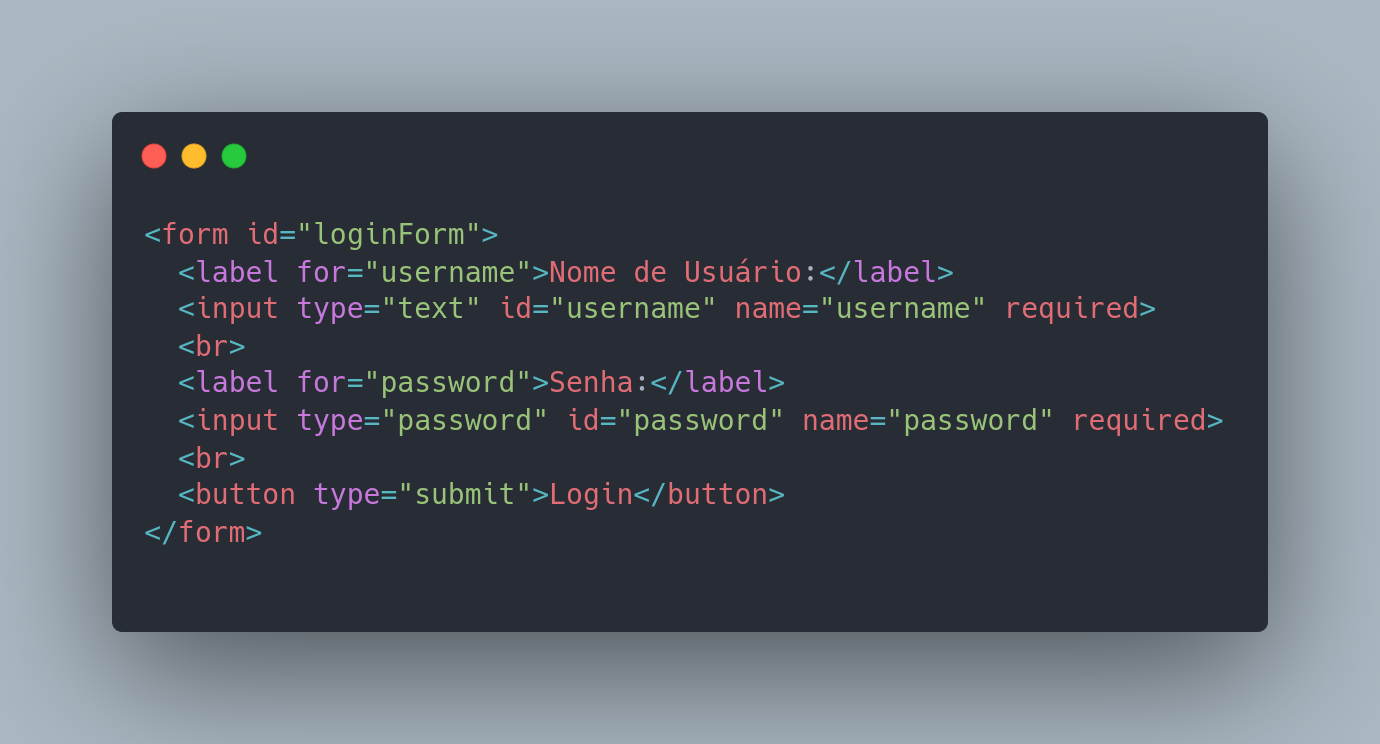 <form id="loginForm">
  <label for="username">Nome de Usuário:</label>
  <input type="text" id="username" name="username" required>
  <br>
  <label for="password">Senha:</label>
  <input type="password" id="password" name="password" required>
  <br>
  <button type="submit">Login</button>
</form>